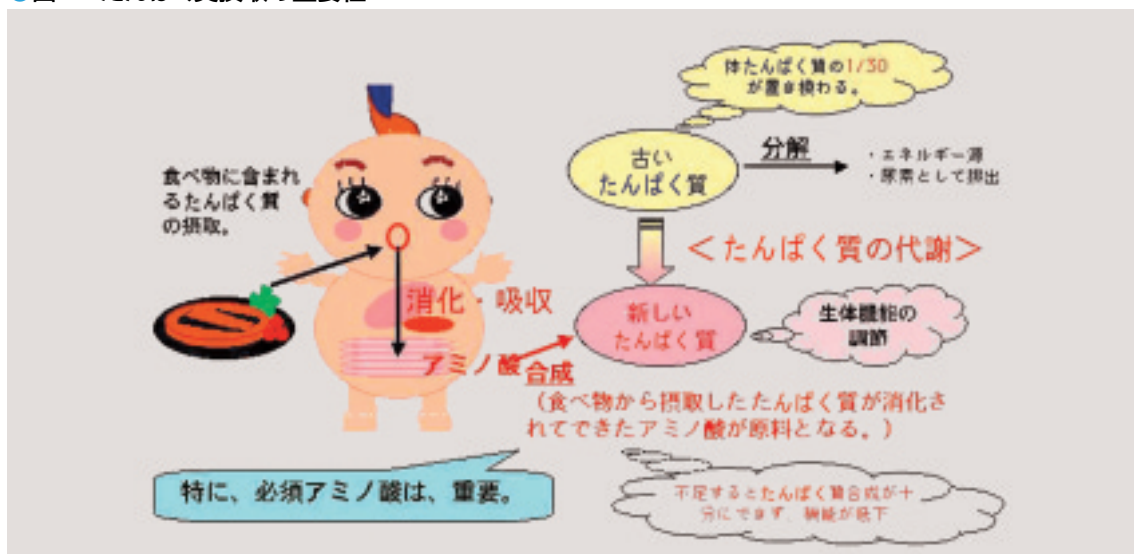 体たんぱく質の1/30
が置き換わる。
古い
たんぱく質
分解
・エネルギー源
・尿素として排出
食べ物に含まれ
るたんぱく質
の摂取。
＜たんぱく質の代謝＞
消化・吸収
新しい
たんぱく質
生体機能の
調節
アミノ酸
合成
（食べ物から摂取したたんぱく質が消化さ
れてできたアミノ酸が原料となる。）
特に、必須アミノ酸は、重要。
不足するとたんぱく質合成が十
分にできず、機能が低下